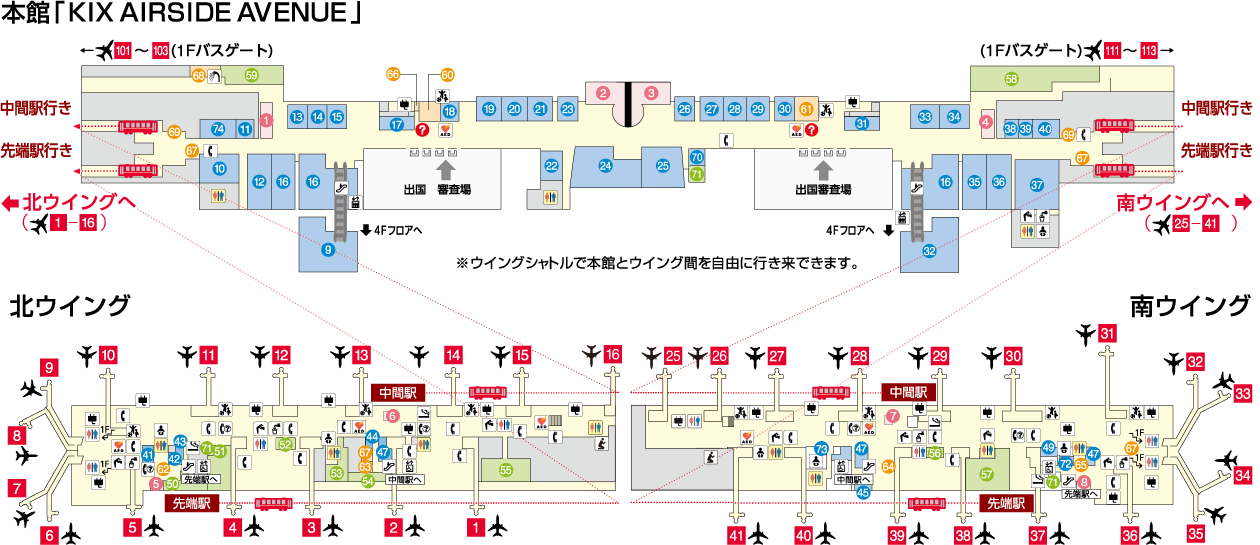 本館「KIX AIRSIDE AVENUE」
← 101 ～ 103 (1Fバスゲート)
(1Fバスゲート) 111 ～ 113 →
68 59 66 60 58
2 3
中間駅行き
中間駅行き
1 13 14 15 17 18 19 20 21 23 26 27 28 29 30 61 31 33 34 4
? AED AED ?
69 74 11 38 39 40 69
先端駅行き
先端駅行き
67 10 12 16 16 22 24 25 70 71 16 35 36 37 67
出国 審査場
出国審査場
北ウイングへ
(1－16)
南ウイングへ
(25－41)
4Fフロアへ
4Fフロアへ
9 32
※ウイングシャトルで本館とウイング間を自由に行き来できます。
北ウイング
南ウイング
9 10 11 12 13 14 15 16
25 26 27 28 29 30 31 32
33
中間駅
中間駅
8
6 7
AED AED AED AED AED AED
1F 1F
1F 1F
41 42 43 62 71 51 52 44 67 63 47 53 54 55
73 47 64 56 57 49 72 65 47 67
5 50 45 71 8
先端駅へ
中間駅へ
中間駅へ
先端駅へ
7
34
先端駅
先端駅
6 5 4 3 2 1
41 40 39 38 37 36 35